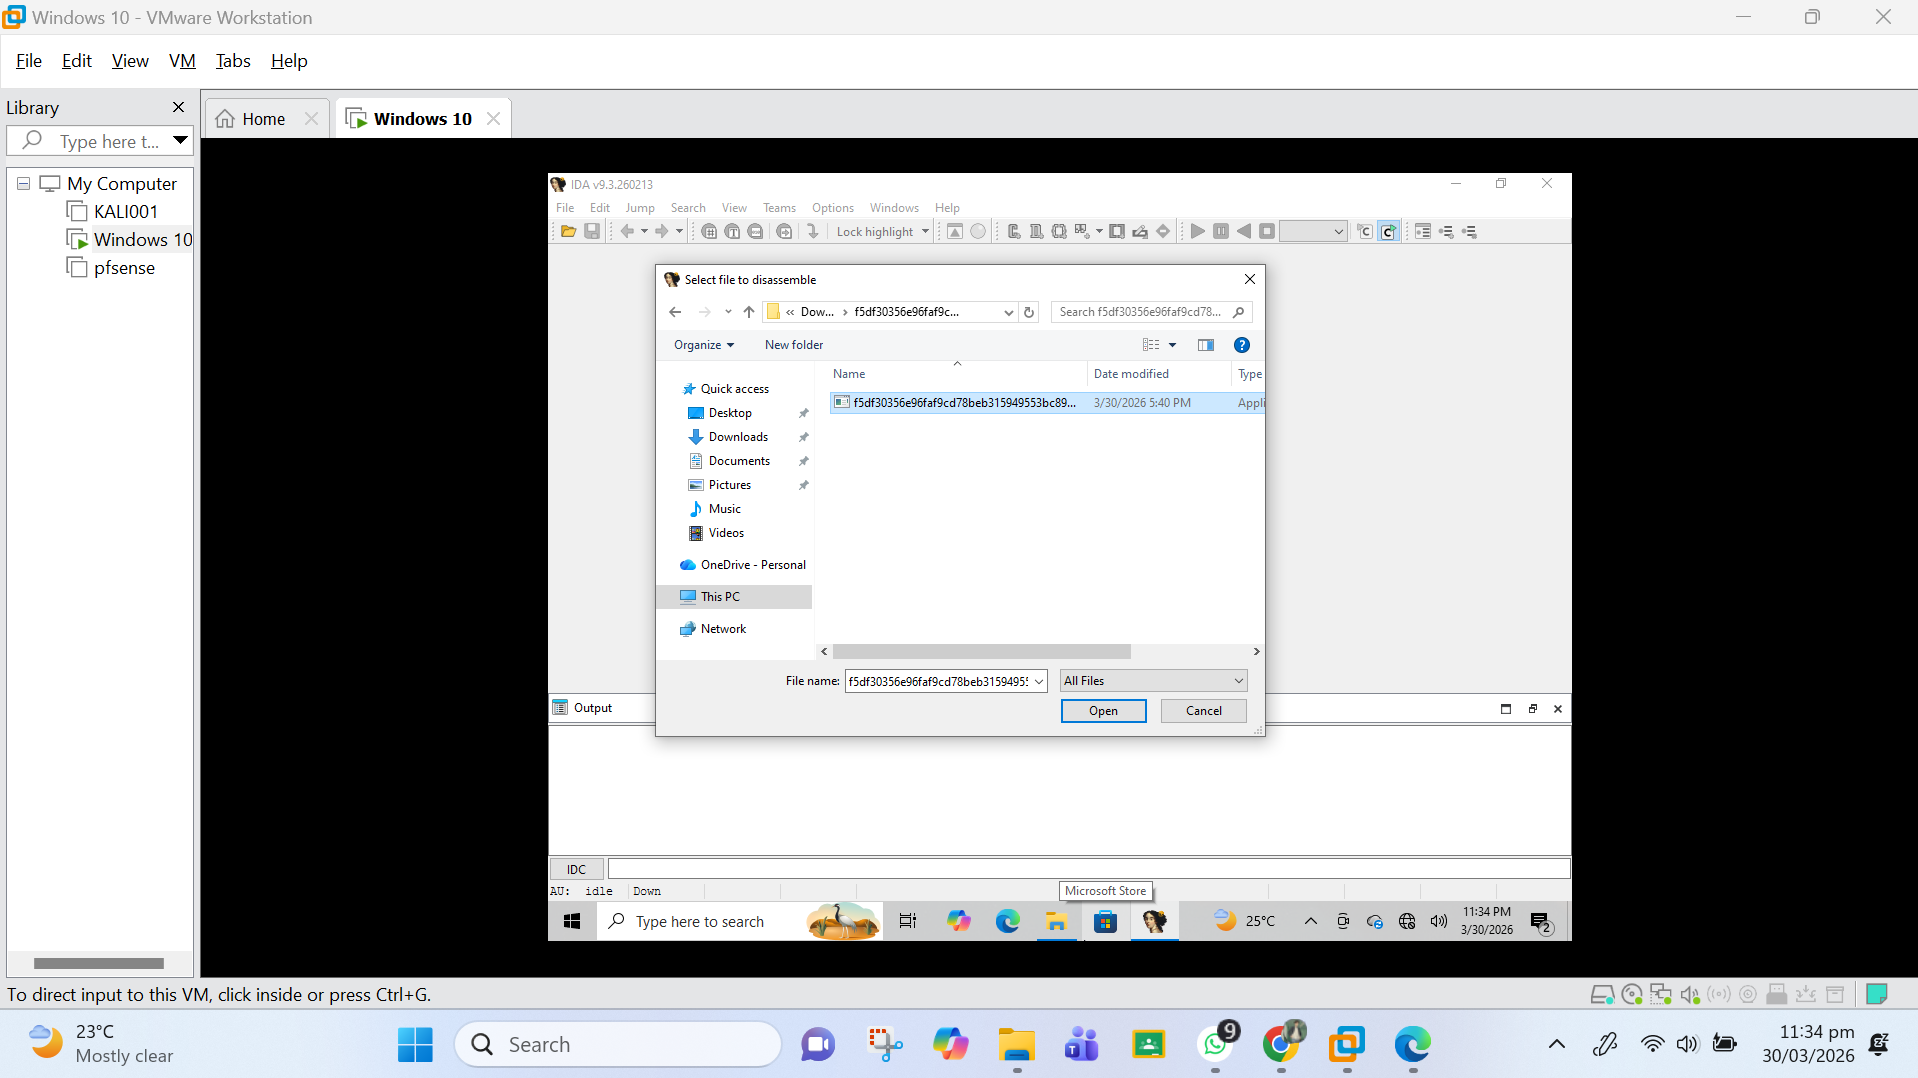 Windows 10 - VMware Workstation
File Edit View VM Tabs Help
Library
Type here t...
My Computer
KALI001
Windows 10
pfsense
Home
Windows 10
IDA v9.3.260213
File Edit Jump Search View Teams Options Windows Help
Lock highlight
Select file to disassemble
« Dow... › f5df30356e96faf9c...
Search f5df30356e96faf9cd78...
Organize New folder
Name Date modified Type
f5df30356e96faf9cd78beb315949553bc89... 3/30/2026 5:40 PM Appli
Quick access
Desktop
Downloads
Documents
Pictures
Music
Videos
OneDrive - Personal
This PC
Network
File name: f5df30356e96faf9cd78beb31594955 All Files
Open Cancel
Output
IDC
AU: idle Down
Microsoft Store
Type here to search
25°C
11:34 PM
3/30/2026
2
To direct input to this VM, click inside or press Ctrl+G.
23°C
Mostly clear
Search
9
11:34 pm
30/03/2026